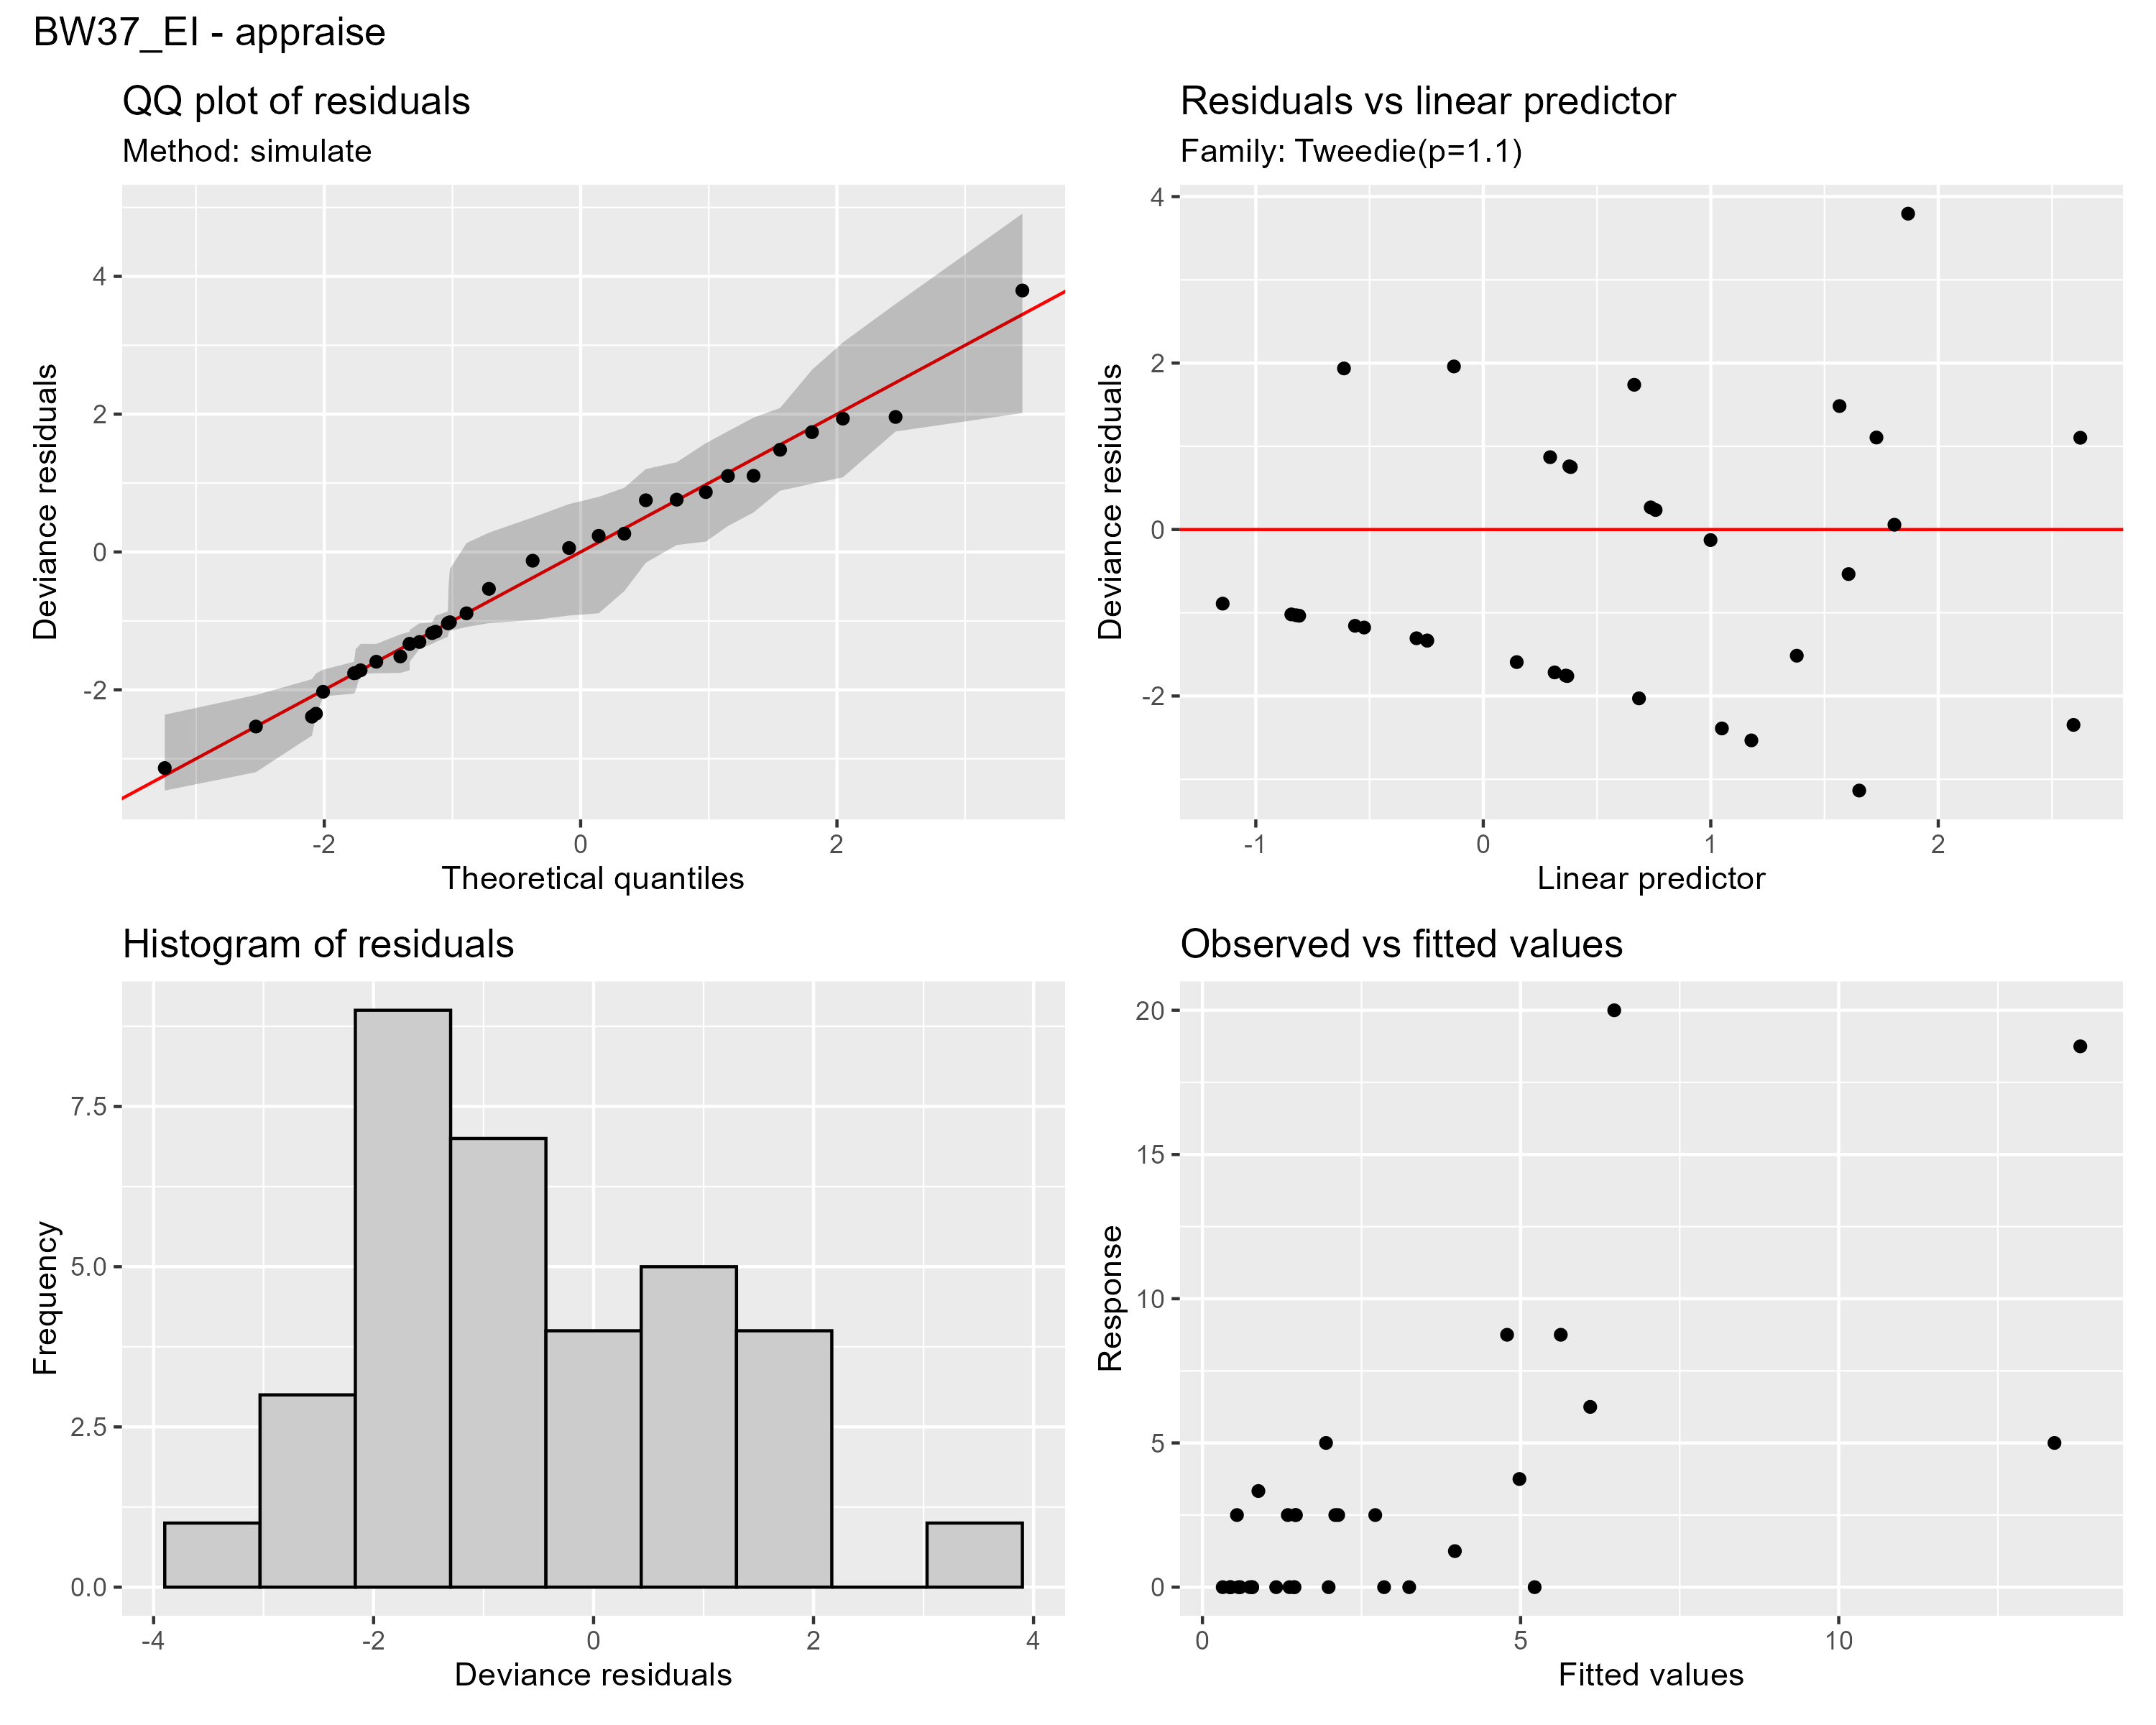 BW37_EI - appraise
QQ plot of residuals
Method: simulate
Deviance residuals
4
2
0
-2
-2 0 2
Theoretical quantiles
Residuals vs linear predictor
Family: Tweedie(p=1.1)
Deviance residuals
4
2
0
-2
-1 0 1 2
Linear predictor
Histogram of residuals
Frequency
7.5
5.0
2.5
0.0
-4 -2 0 2 4
Deviance residuals
Observed vs fitted values
Response
20
15
10
5
0
0 5 10
Fitted values